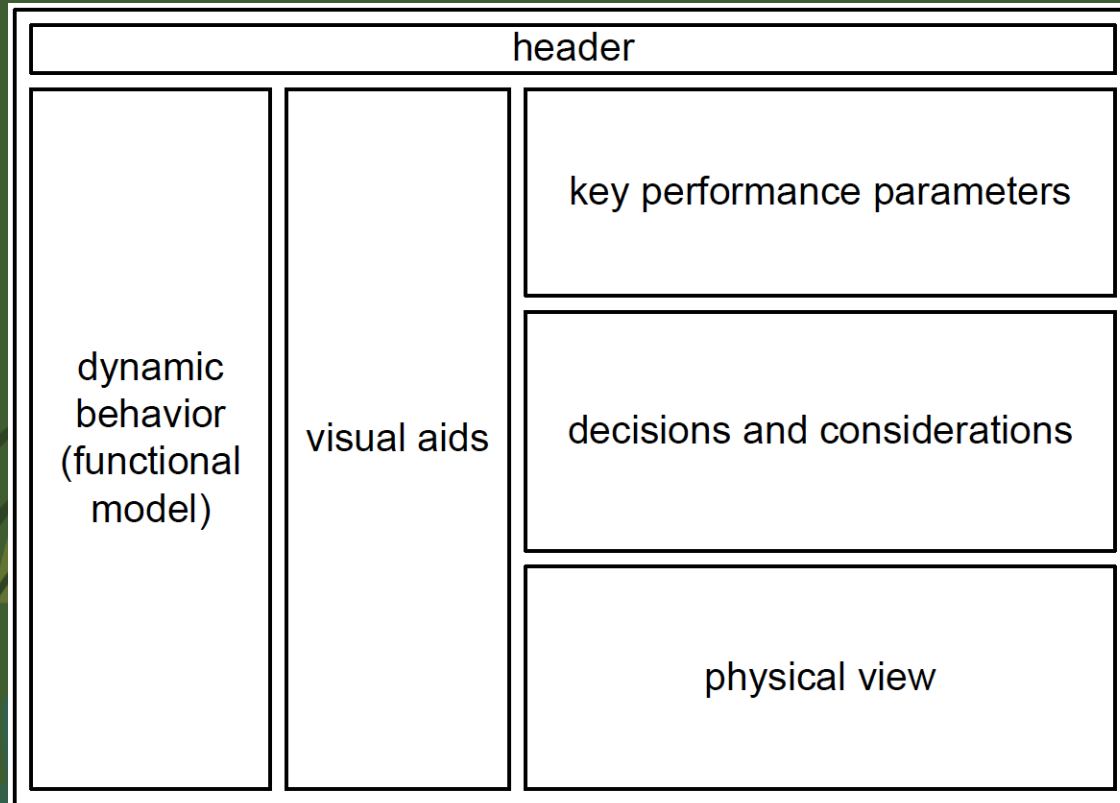 header
dynamic
behavior
(functional
model)
visual aids
key performance parameters
decisions and considerations
physical view